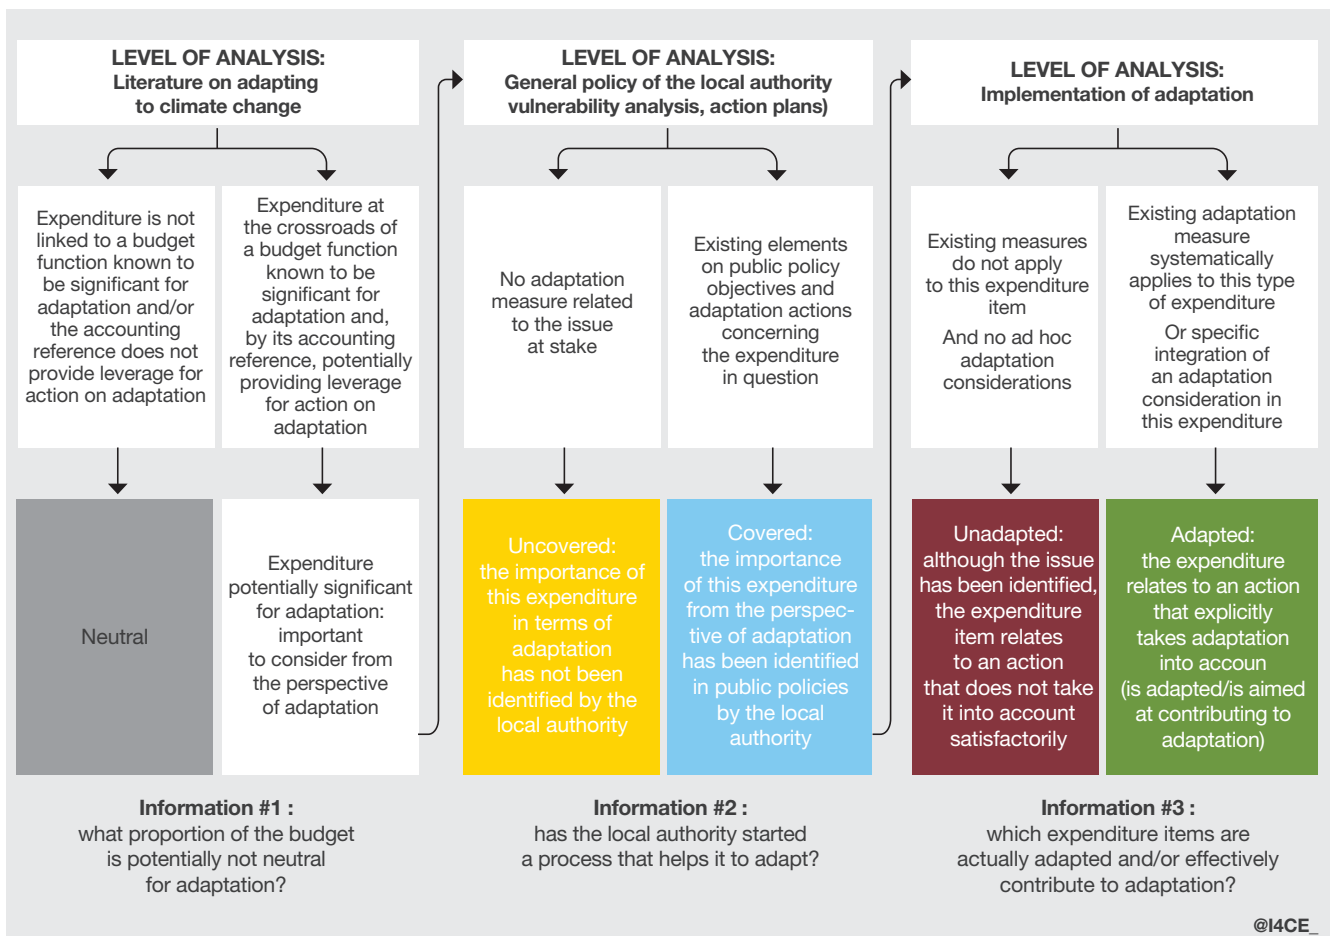 LEVEL OF ANALYSIS:
Literature on adapting
to climate change
Expenditure is not
linked to a budget
function known to
be significant for
adaptation and/or
the accounting
reference does not
provide leverage for
action on adaptation
Expenditure at
the crossroads of
a budget function
known to be
significant for
adaptation and,
by its accounting
reference, potentially
providing leverage
for action on
adaptation
Neutral
Expenditure
potentially significant
for adaptation:
important
to consider from
the perspective
of adaptation
Information #1 :
what proportion of the budget
is potentially not neutral
for adaptation?
LEVEL OF ANALYSIS:
General policy of the local authority
vulnerability analysis, action plans)
No adaptation
measure related
to the issue
at stake
Existing elements
on public policy
objectives and
adaptation actions
concerning
the expenditure
in question
Uncovered:
the importance of
this expenditure
in terms of
adaptation
has not been
identified by the
local authority
Covered:
the importance
of this expenditure
from the perspec-
tive of adaptation
has been identified
in public policies
by the local
authority
Information #2 :
has the local authority started
a process that helps it to adapt?
LEVEL OF ANALYSIS:
Implementation of adaptation
Existing measures
do not apply
to this expenditure
item
And no ad hoc
adaptation
considerations
Existing adaptation
measure
systematically
applies to this type
of expenditure
Or specific
integration of
an adaptation
consideration in
this expenditure
Unadapted:
although the issue
has been identified,
the expenditure
item relates
to an action
that does not take
it into account
satisfactorily
Adapted:
the expenditure
relates to an action
that explicitly
takes adaptation
into accoun
(is adapted/is aimed
at contributing to
adaptation)
Information #3 :
which expenditure items are
actually adapted and/or effectively
contribute to adaptation?
@I4CE_